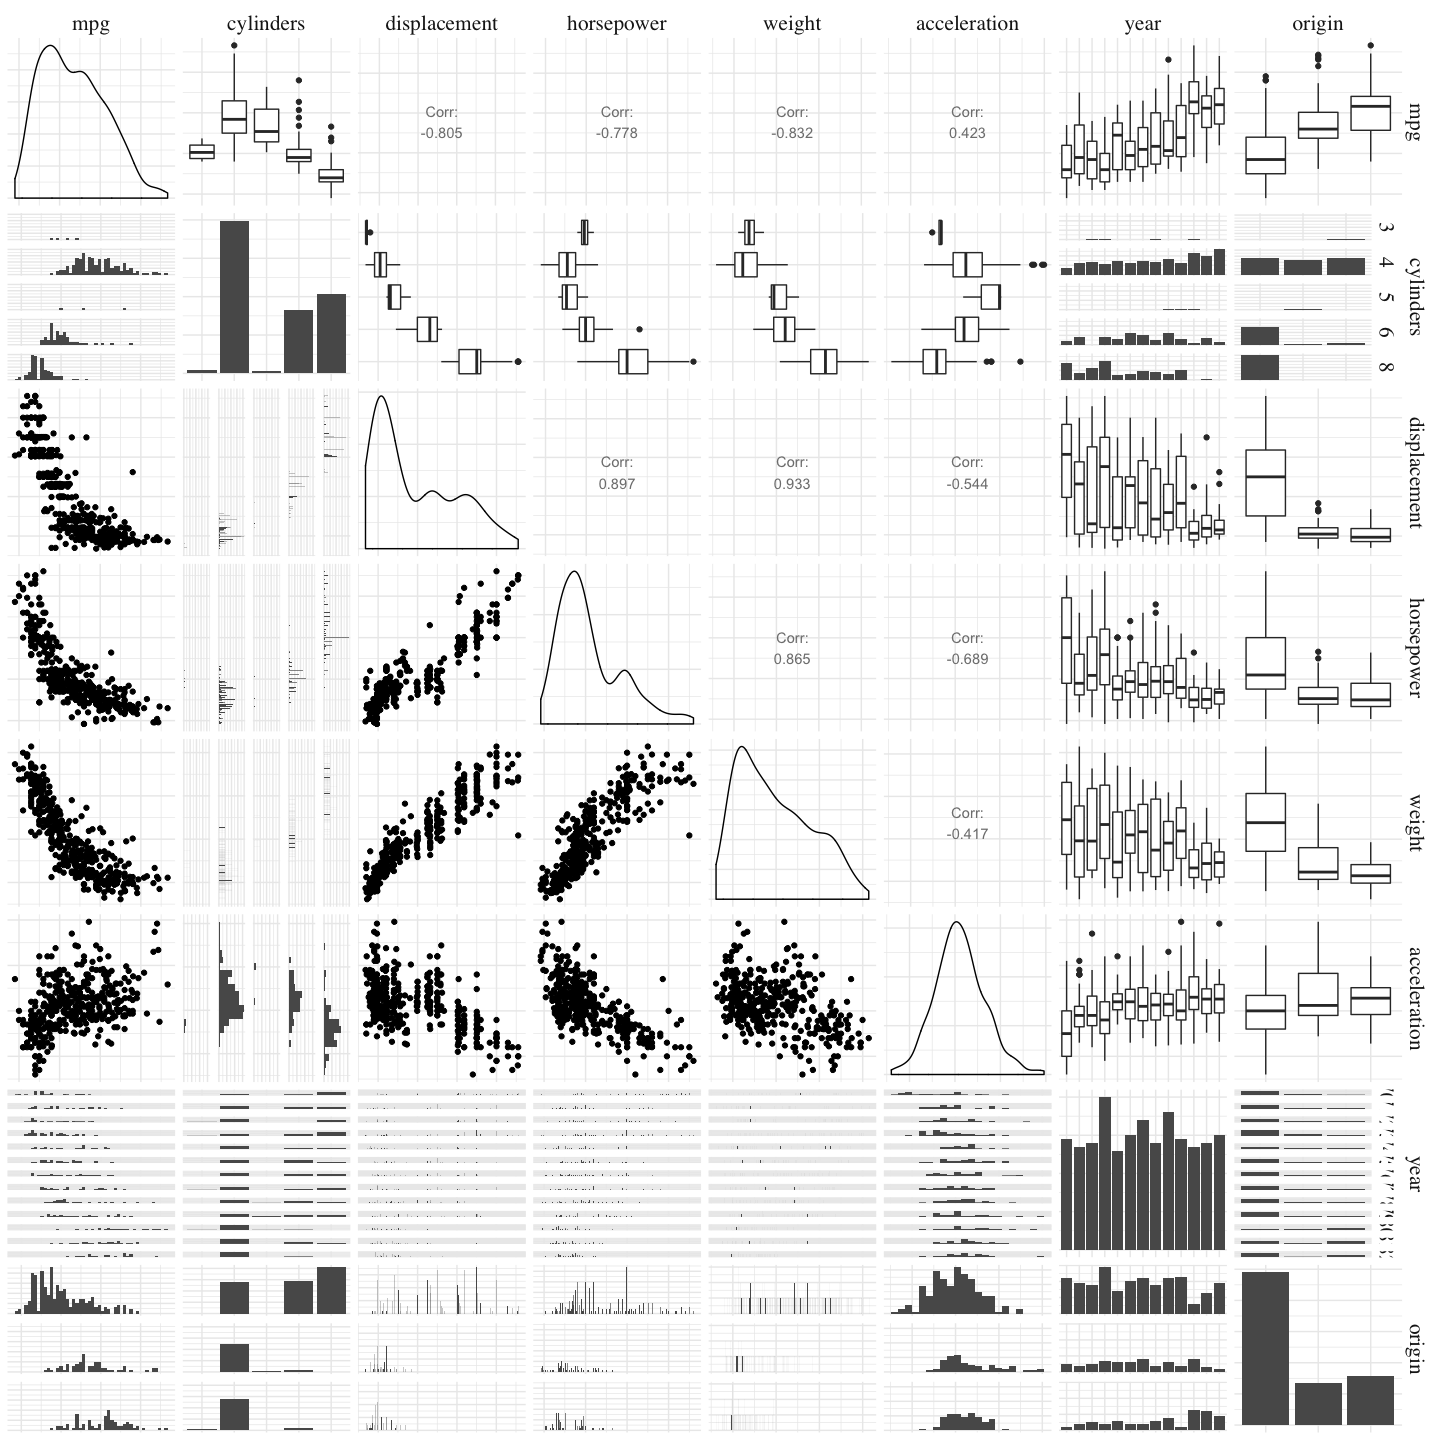 mpg cylinders displacement horsepower weight acceleration year origin
Corr:
-0.805
Corr:
-0.778
Corr:
-0.832
Corr:
0.423
mpg
3
4
5
6
8
cylinders
Corr:
0.897
Corr:
0.933
Corr:
-0.544
displacement
Corr:
0.865
Corr:
-0.689
horsepower
Corr:
-0.417
weight
acceleration
year
origin